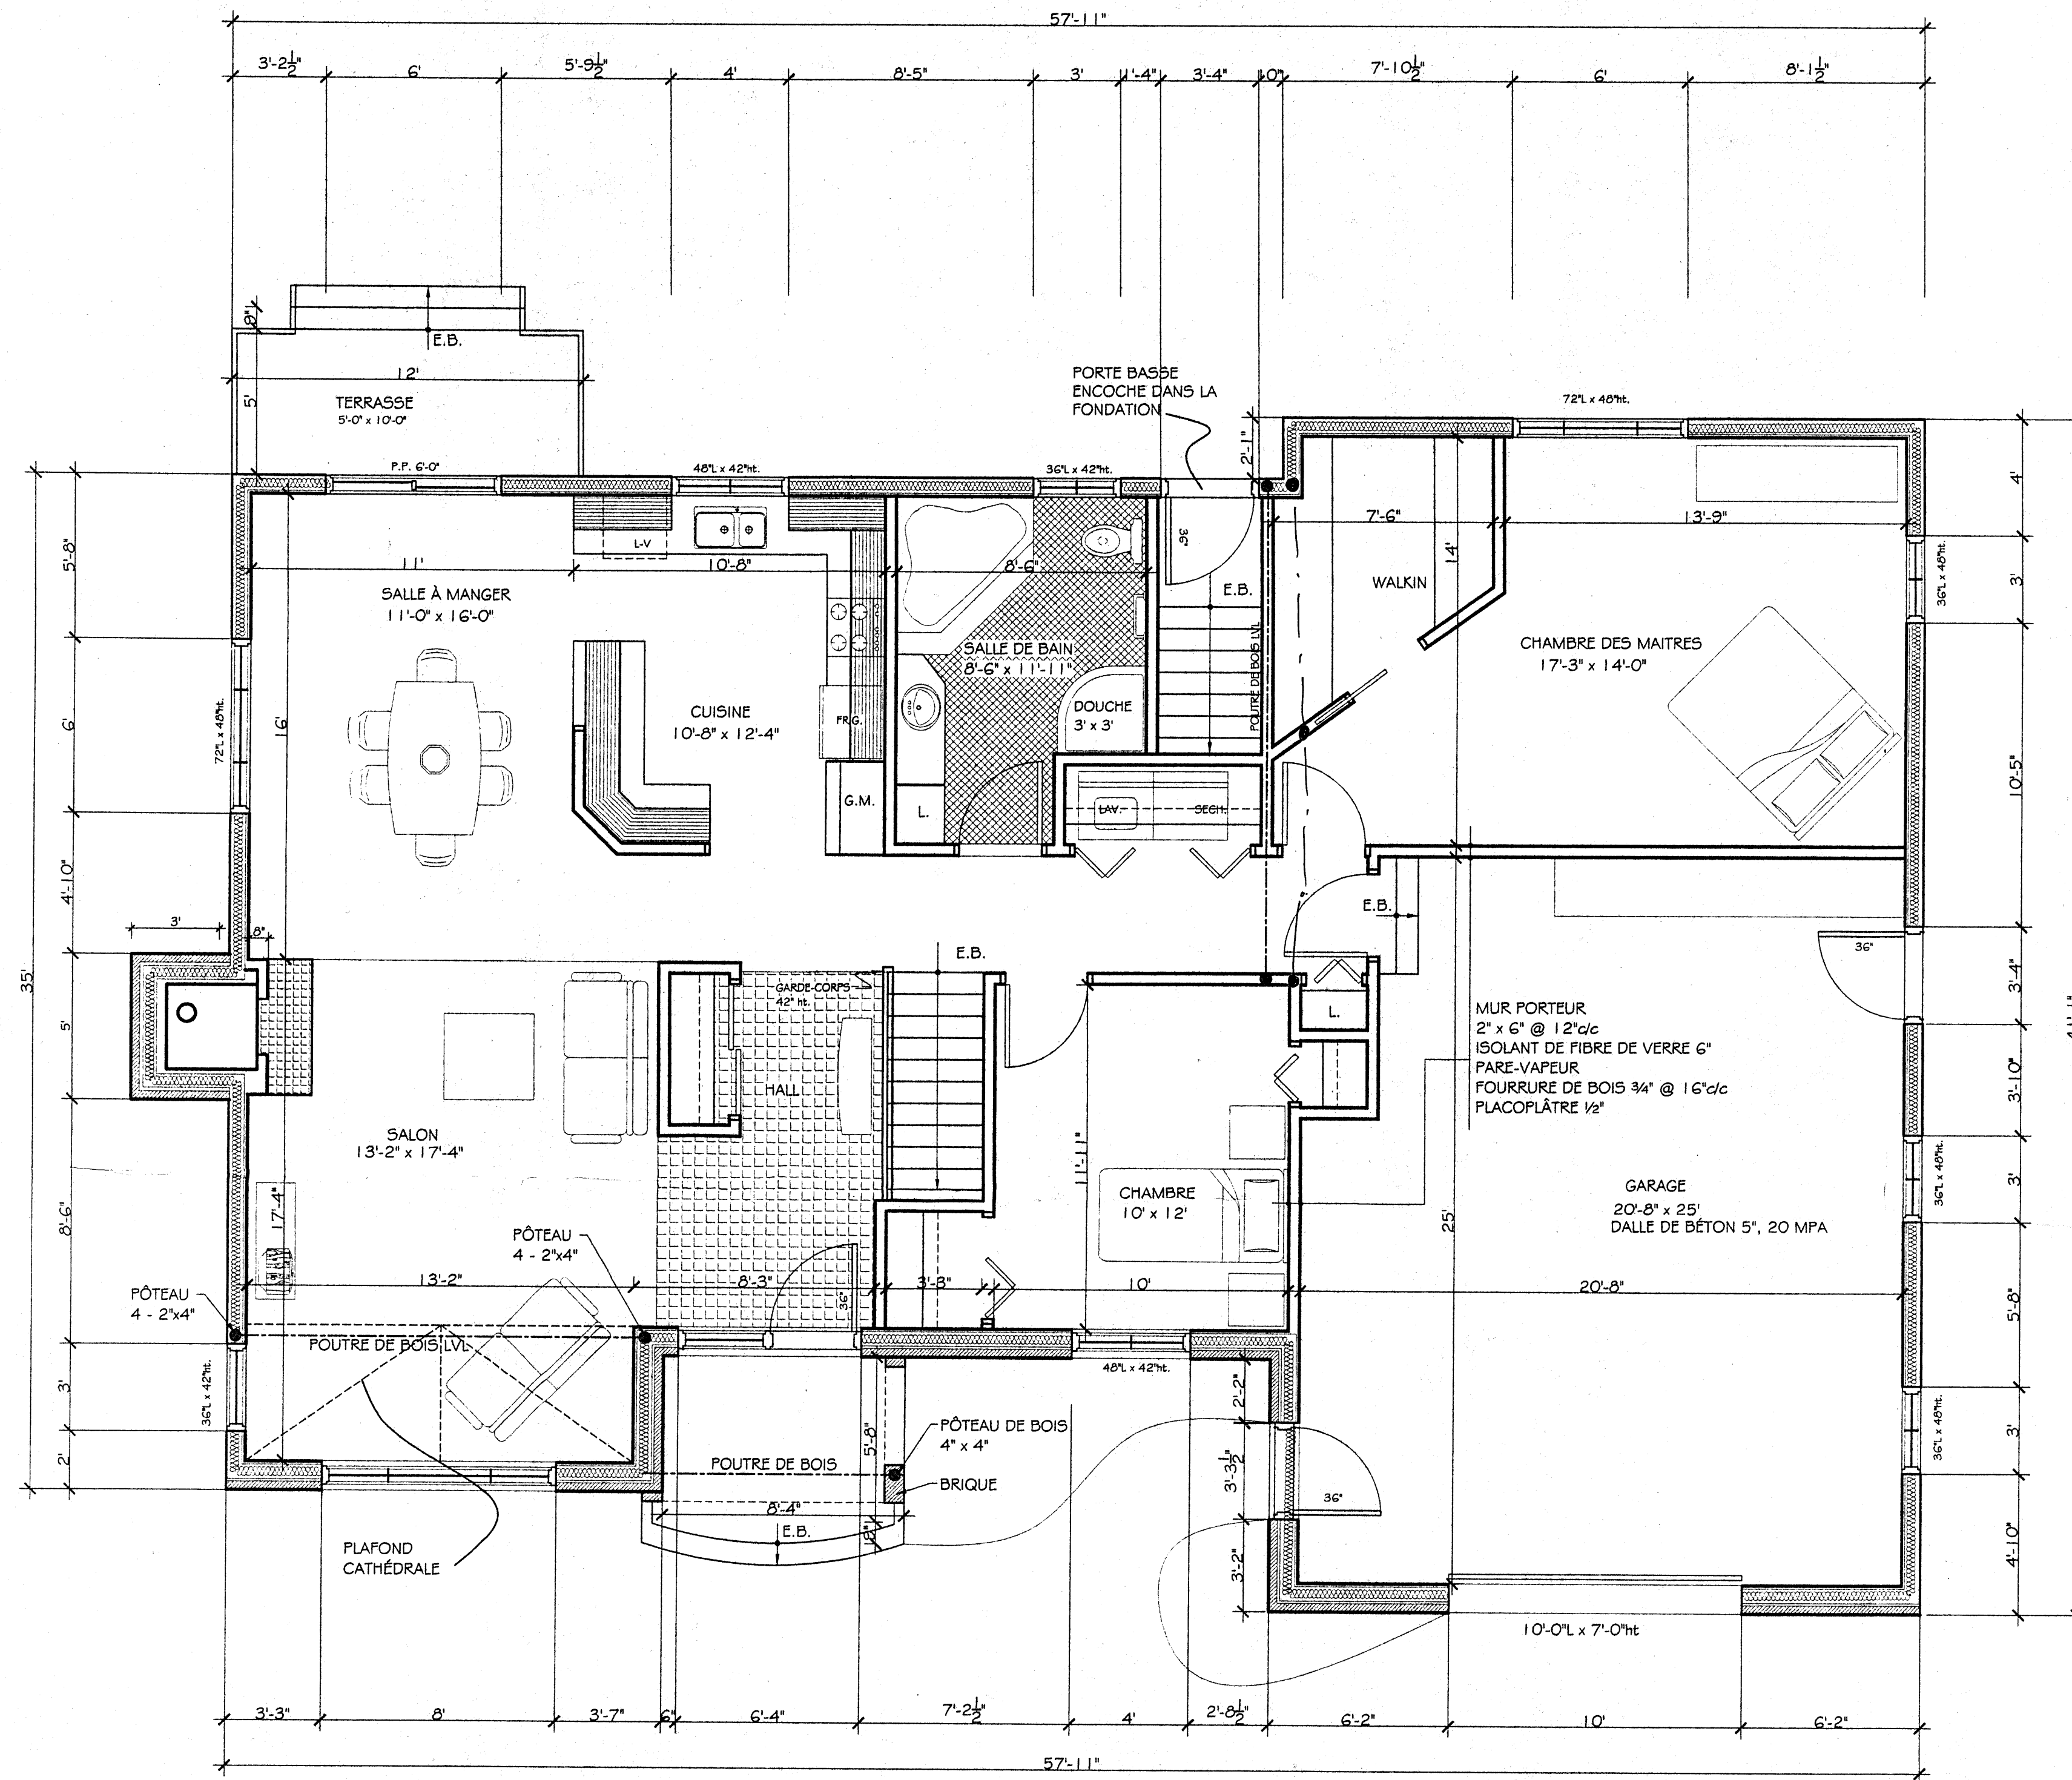 57'-11"
3'-2½" 6' 5'-9½" 4' 8'-5" 3' 1'-4" 3'-4" 10" 7'-10½" 6' 8'-1½"
9"
E.B.
12'
TERRASSE
5'-0" x 10'-0"
5'
PORTE BASSE
ENCOCHE DANS LA
FONDATION
72"L x 48"ht.
2'-1"
P.P. 6'-0"
48"L x 42"ht.
36"L x 42"ht.
4'
7'-6"
13'-9"
36"
L-V
11'
10'-8"
8'-6"
14'
5'-8"
SALLE À MANGER
11'-0" x 16'-0"
E.B.
WALKIN
36"L x 48"ht.
3'
SALLE DE BAIN
8'-6" x 11'-11"
POUTRE DE BOIS LVL
CHAMBRE DES MAITRES
17'-3" x 14'-0"
6'
72"L x 48"ht.
16'
CUISINE
10'-8" x 12'-4"
FRIG.
DOUCHE
3' x 3'
10'-5"
G.M.
L.
LAV.
SECH.
4'-10"
3'
8"
E.B.
E.B.
36"
3'-4"
35'
GARDE-CORPS
42" ht.
L.
5'
MUR PORTEUR
2" x 6" @ 12"c/c
ISOLANT DE FIBRE DE VERRE 6"
PARE-VAPEUR
FOURRURE DE BOIS ¾" @ 16"c/c
PLACOPLÂTRE ½"
3'-10"
HALL
SALON
13'-2" x 17'-4"
11'-11"
36"L x 48"ht.
3'
CHAMBRE
10' x 12'
GARAGE
20'-8" x 25'
DALLE DE BÉTON 5", 20 MPA
8'-6"
17'-4"
25'
PÔTEAU
4 - 2"x4"
13'-2"
8'-3"
3'-3"
10'
20'-8"
5'-8"
PÔTEAU
4 - 2"x4"
36"
POUTRE DE BOIS LVL
48"L x 42"ht.
3'
36"L x 42"ht.
2'-2"
36"L x 48"ht.
3'
2'
5'-8"
PÔTEAU DE BOIS
4" x 4"
POUTRE DE BOIS
BRIQUE
3'-3½"
36"
8'-4"
E.B.
PLAFOND
CATHÉDRALE
3'-2"
4'-10"
10'-0"L x 7'-0"ht
3'-3" 8' 3'-7" 6" 6'-4" 7'-2½" 4' 2'-8½" 6'-2" 10' 6'-2"
57'-11"